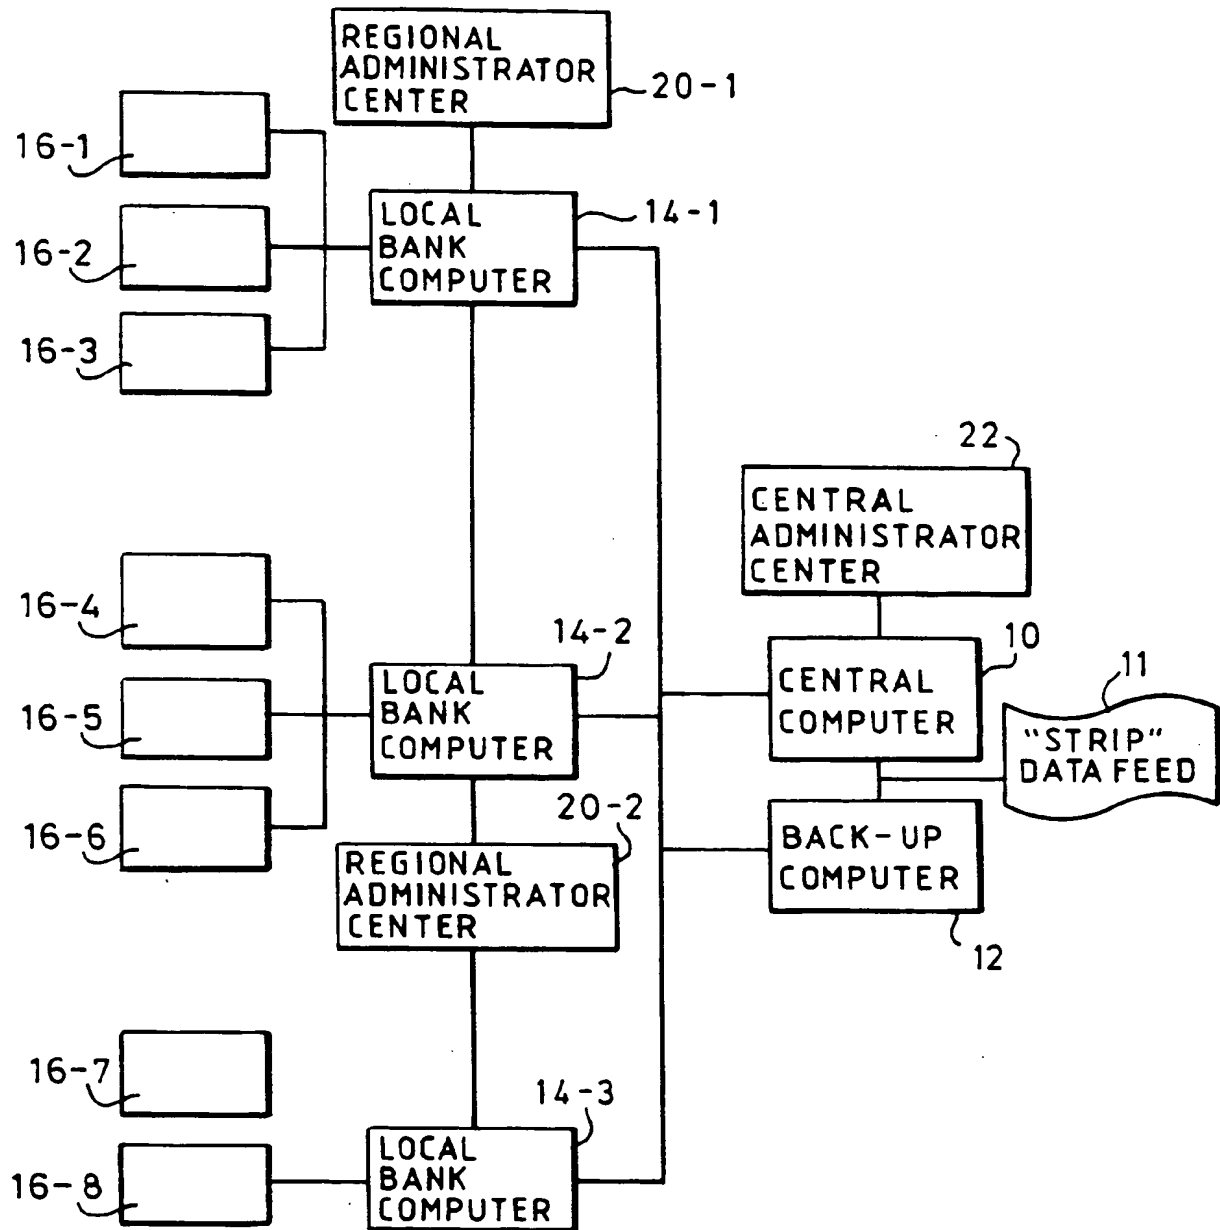 REGIONAL
ADMINISTRATOR
CENTER
20-1
16-1
LOCAL
BANK
COMPUTER
14-1
16-2
16-3
22
CENTRAL
ADMINISTRATOR
CENTER
16-4
14-2
10
11
LOCAL
BANK
COMPUTER
CENTRAL
COMPUTER
"STRIP"
DATA FEED
16-5
20-2
16-6
REGIONAL
ADMINISTRATOR
CENTER
BACK-UP
COMPUTER
12
16-7
14-3
LOCAL
BANK
COMPUTER
16-8